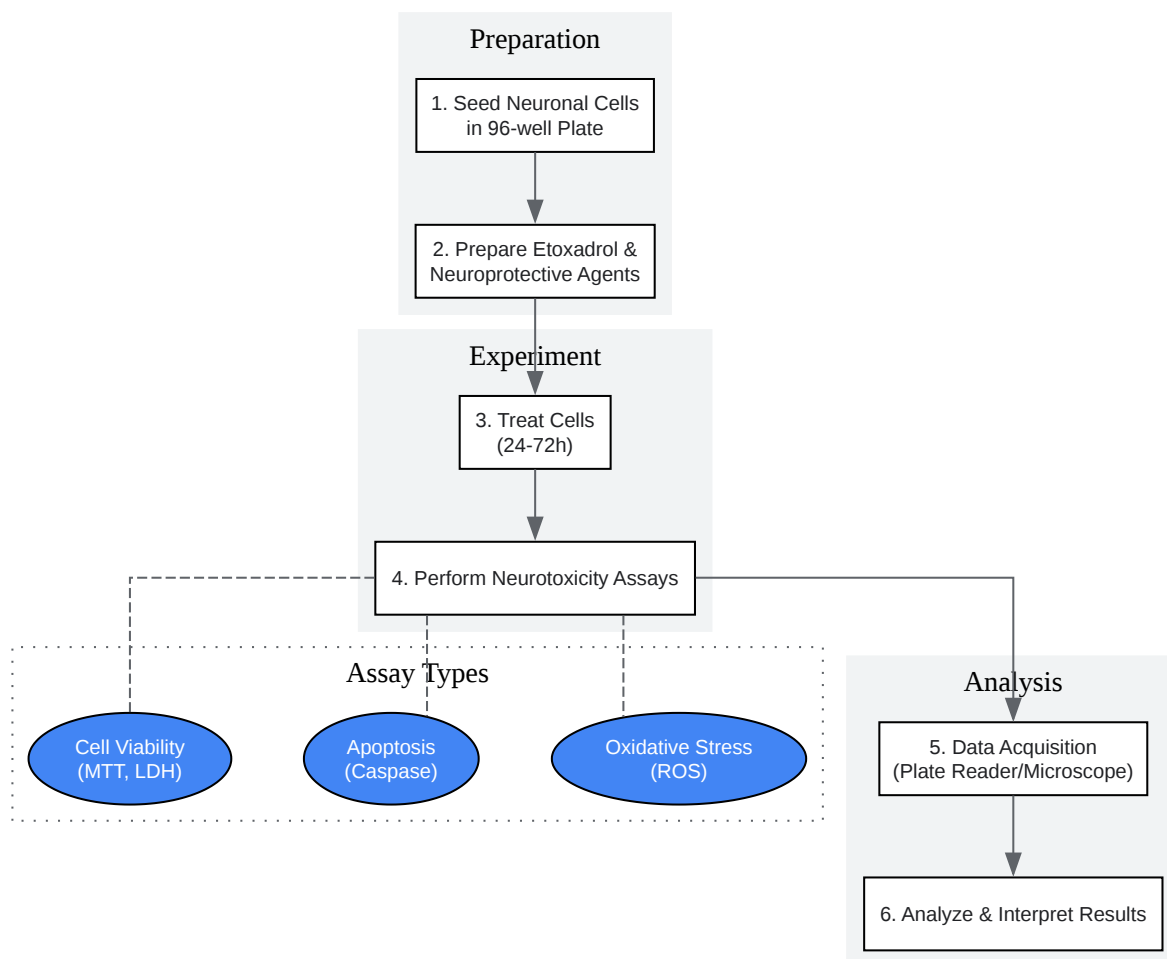 Preparation
1. Seed Neuronal Cells
in 96-well Plate
2. Prepare Etoxadrol &
Neuroprotective Agents
Experiment
3. Treat Cells
(24-72h)
4. Perform Neurotoxicity Assays
Assay Types
Cell Viability
(MTT, LDH)
Apoptosis
(Caspase)
Oxidative Stress
(ROS)
Analysis
5. Data Acquisition
(Plate Reader/Microscope)
6. Analyze & Interpret Results